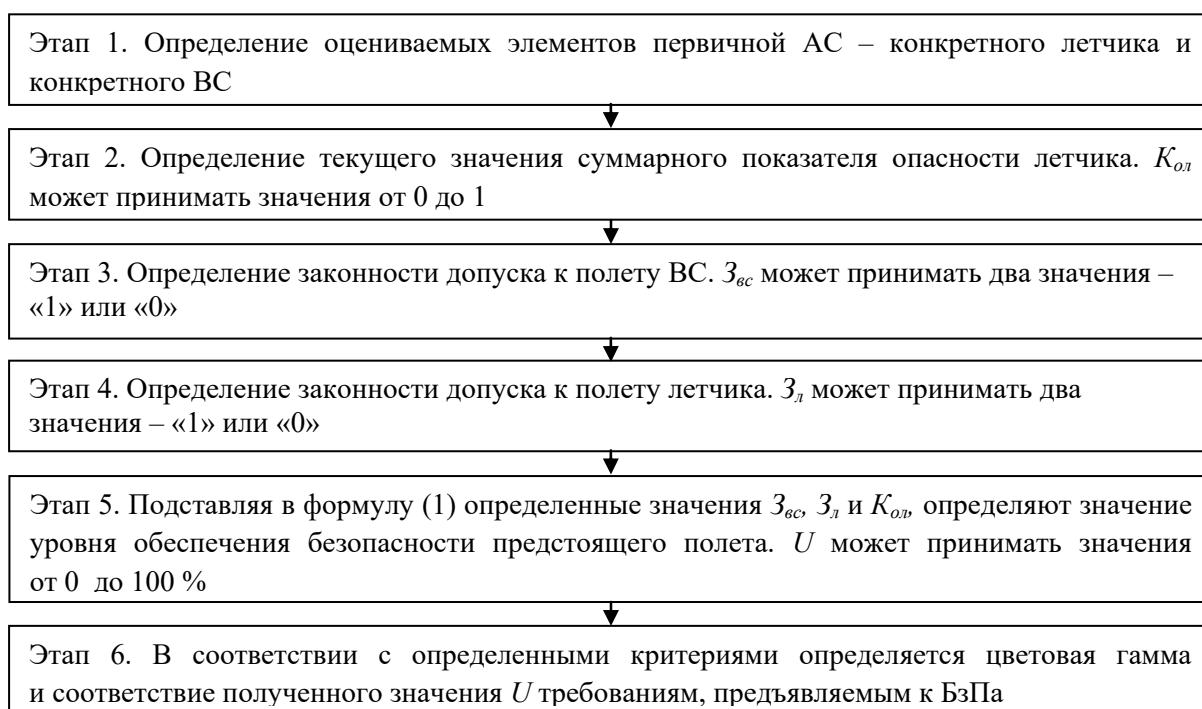 Этап 1. Определение оцениваемых элементов первичной АС – конкретного летчика и
конкретного ВС
Этап 2. Определение текущего значения суммарного показателя опасности летчика. Kол
может принимать значения от 0 до 1
Этап 3. Определение законности допуска к полету ВС. Звс может принимать два значения –
«1» или «0»
Этап 4. Определение законности допуска к полету летчика. Зл может принимать два
значения – «1» или «0»
Этап 5. Подставляя в формулу (1) определенные значения Звс, Зл и Kол, определяют значение
уровня обеспечения безопасности предстоящего полета. U может принимать значения
от 0 до 100 %
Этап 6. В соответствии с определенными критериями определяется цветовая гамма
и соответствие полученного значения U требованиям, предъявляемым к БзПа